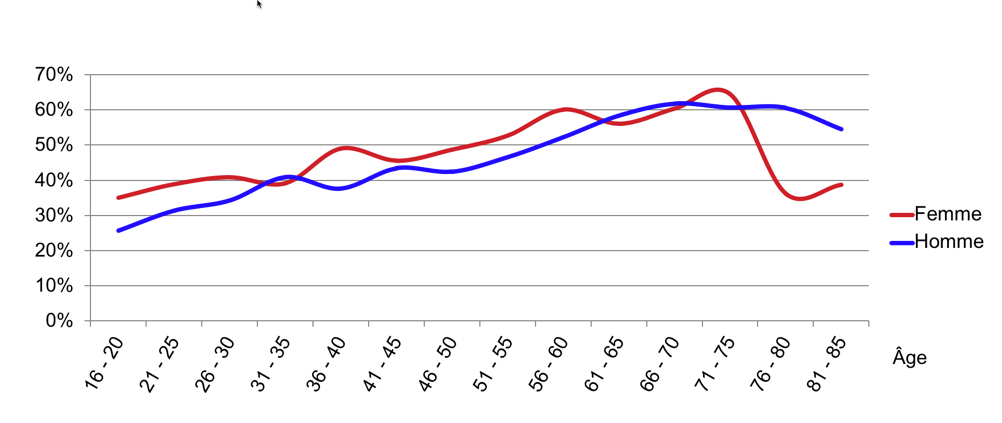 70%
60%
50%
40%
30%
20%
10%
0%
16 - 20
21 - 25
26 - 30
31 - 35
36 - 40
41 - 45
46 - 50
51 - 55
56 - 60
61 - 65
66 - 70
71 - 75
76 - 80
81 - 85
Âge
Femme
Homme